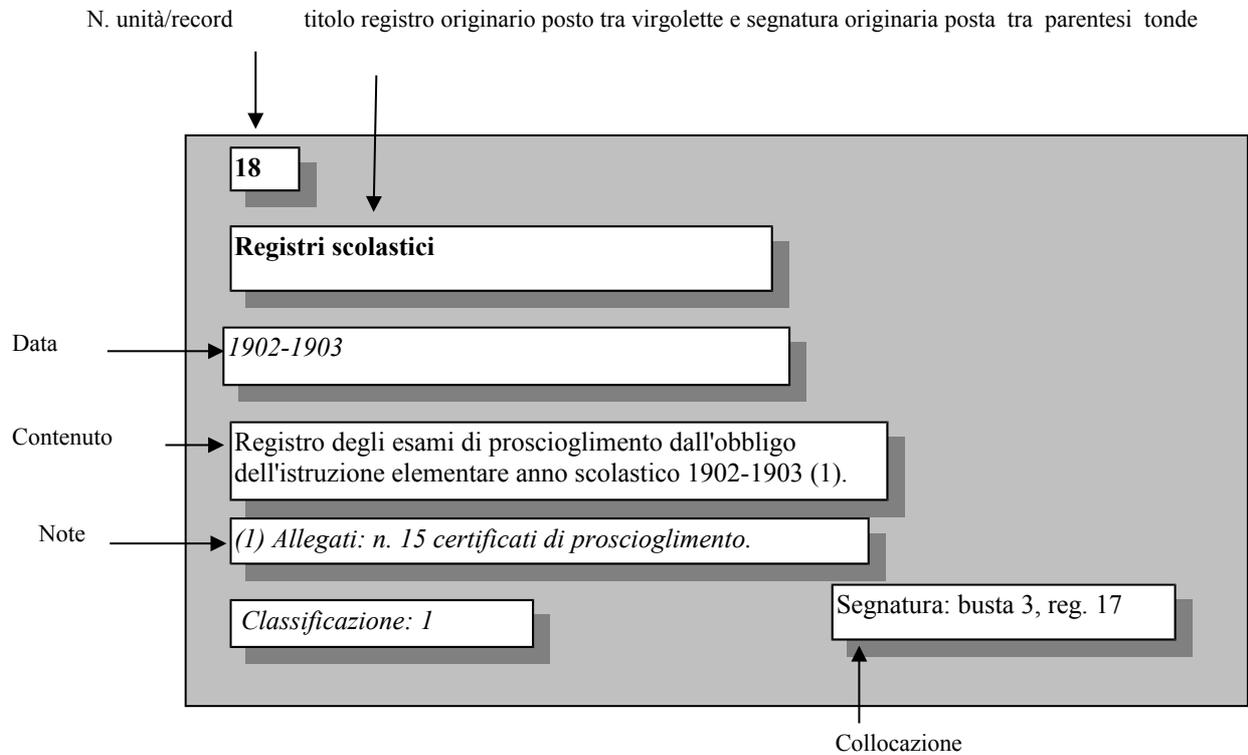 N. unità/record titolo registro originario posto tra virgolette e segnatura originaria posta tra parentesi tonde
18
Registri scolastici
Data
1902-1903
Contenuto
Registro degli esami di proscioglimento dall'obbligo
dell'istruzione elementare anno scolastico 1902-1903 (1).
Note
(1) Allegati: n. 15 certificati di proscioglimento.
Classificazione: 1
Segnatura: busta 3, reg. 17
Collocazione